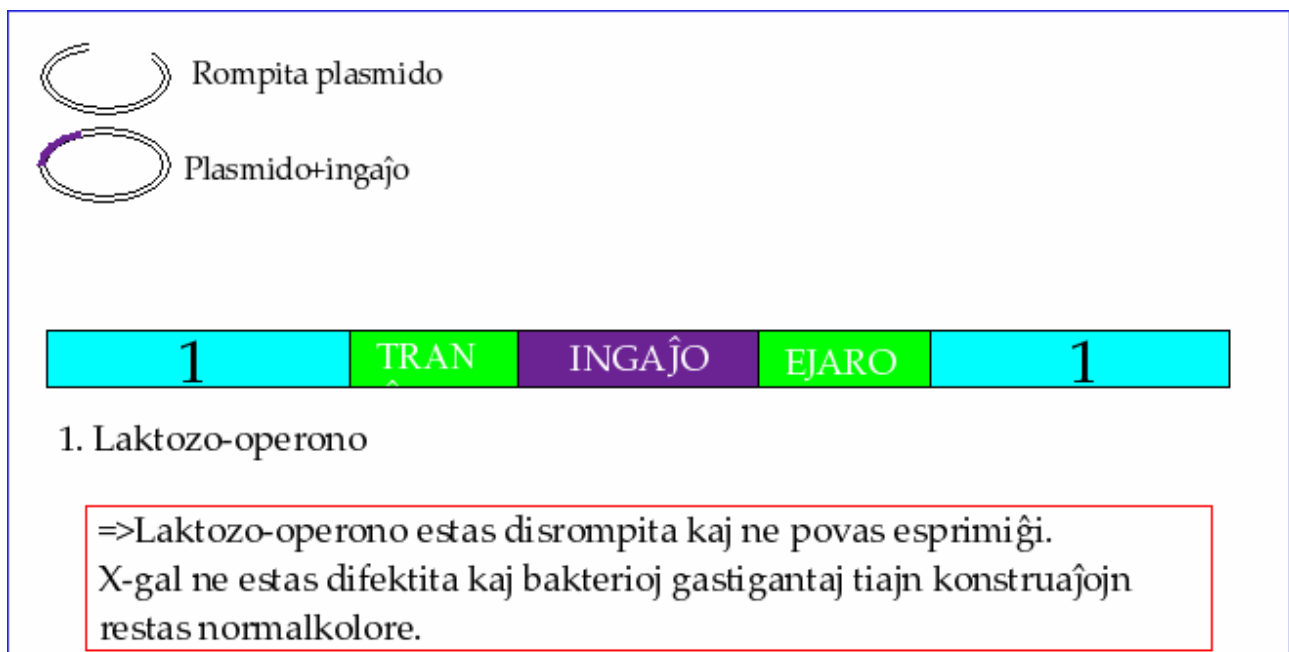 Rompita plasmido
Plasmido+ingaĵo
1 TRAN INGAĴO EJARO 1
1. Laktozo-operono
=>Laktozo-operono estas disrompita kaj ne povas esprimiĝi.
X-gal ne estas difektita kaj bakterioj gastigantaj tiajn konstruaĵojn
restas normalkolore.